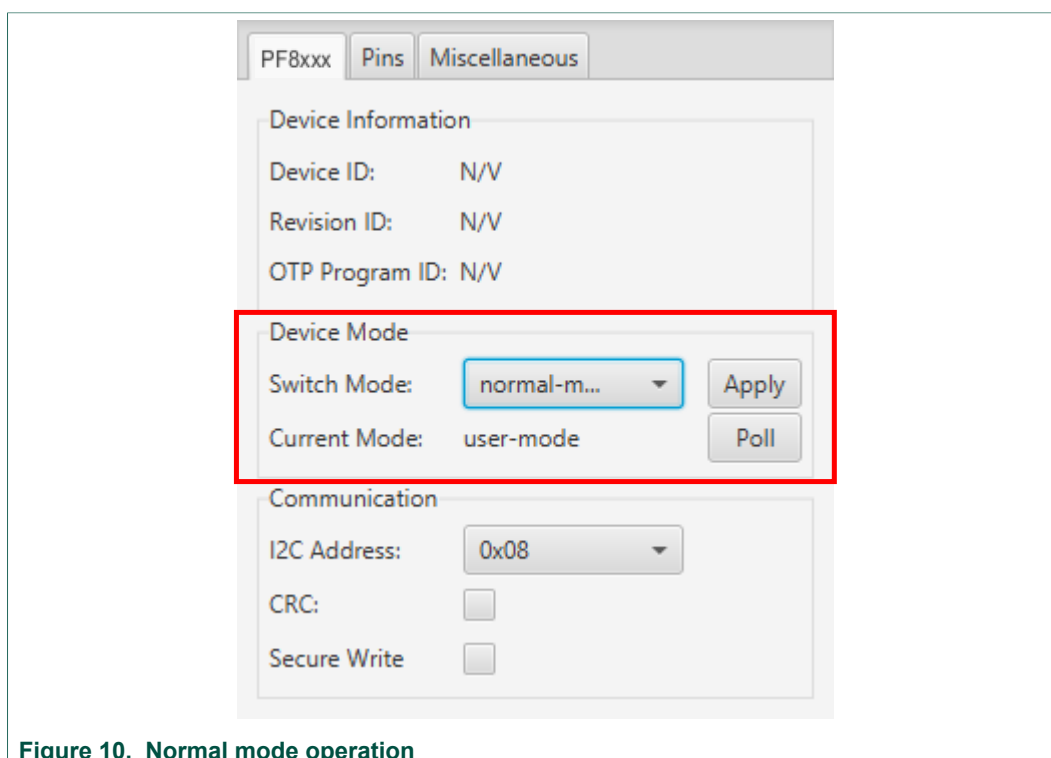 PF8xxx Pins Miscellaneous
Device Information
Device ID: N/V
Revision ID: N/V
OTP Program ID: N/V
Device Mode
Switch Mode: normal-m... Apply
Current Mode: user-mode Poll
Communication
I2C Address: 0x08
CRC:
Secure Write
Figure 10. Normal mode operation